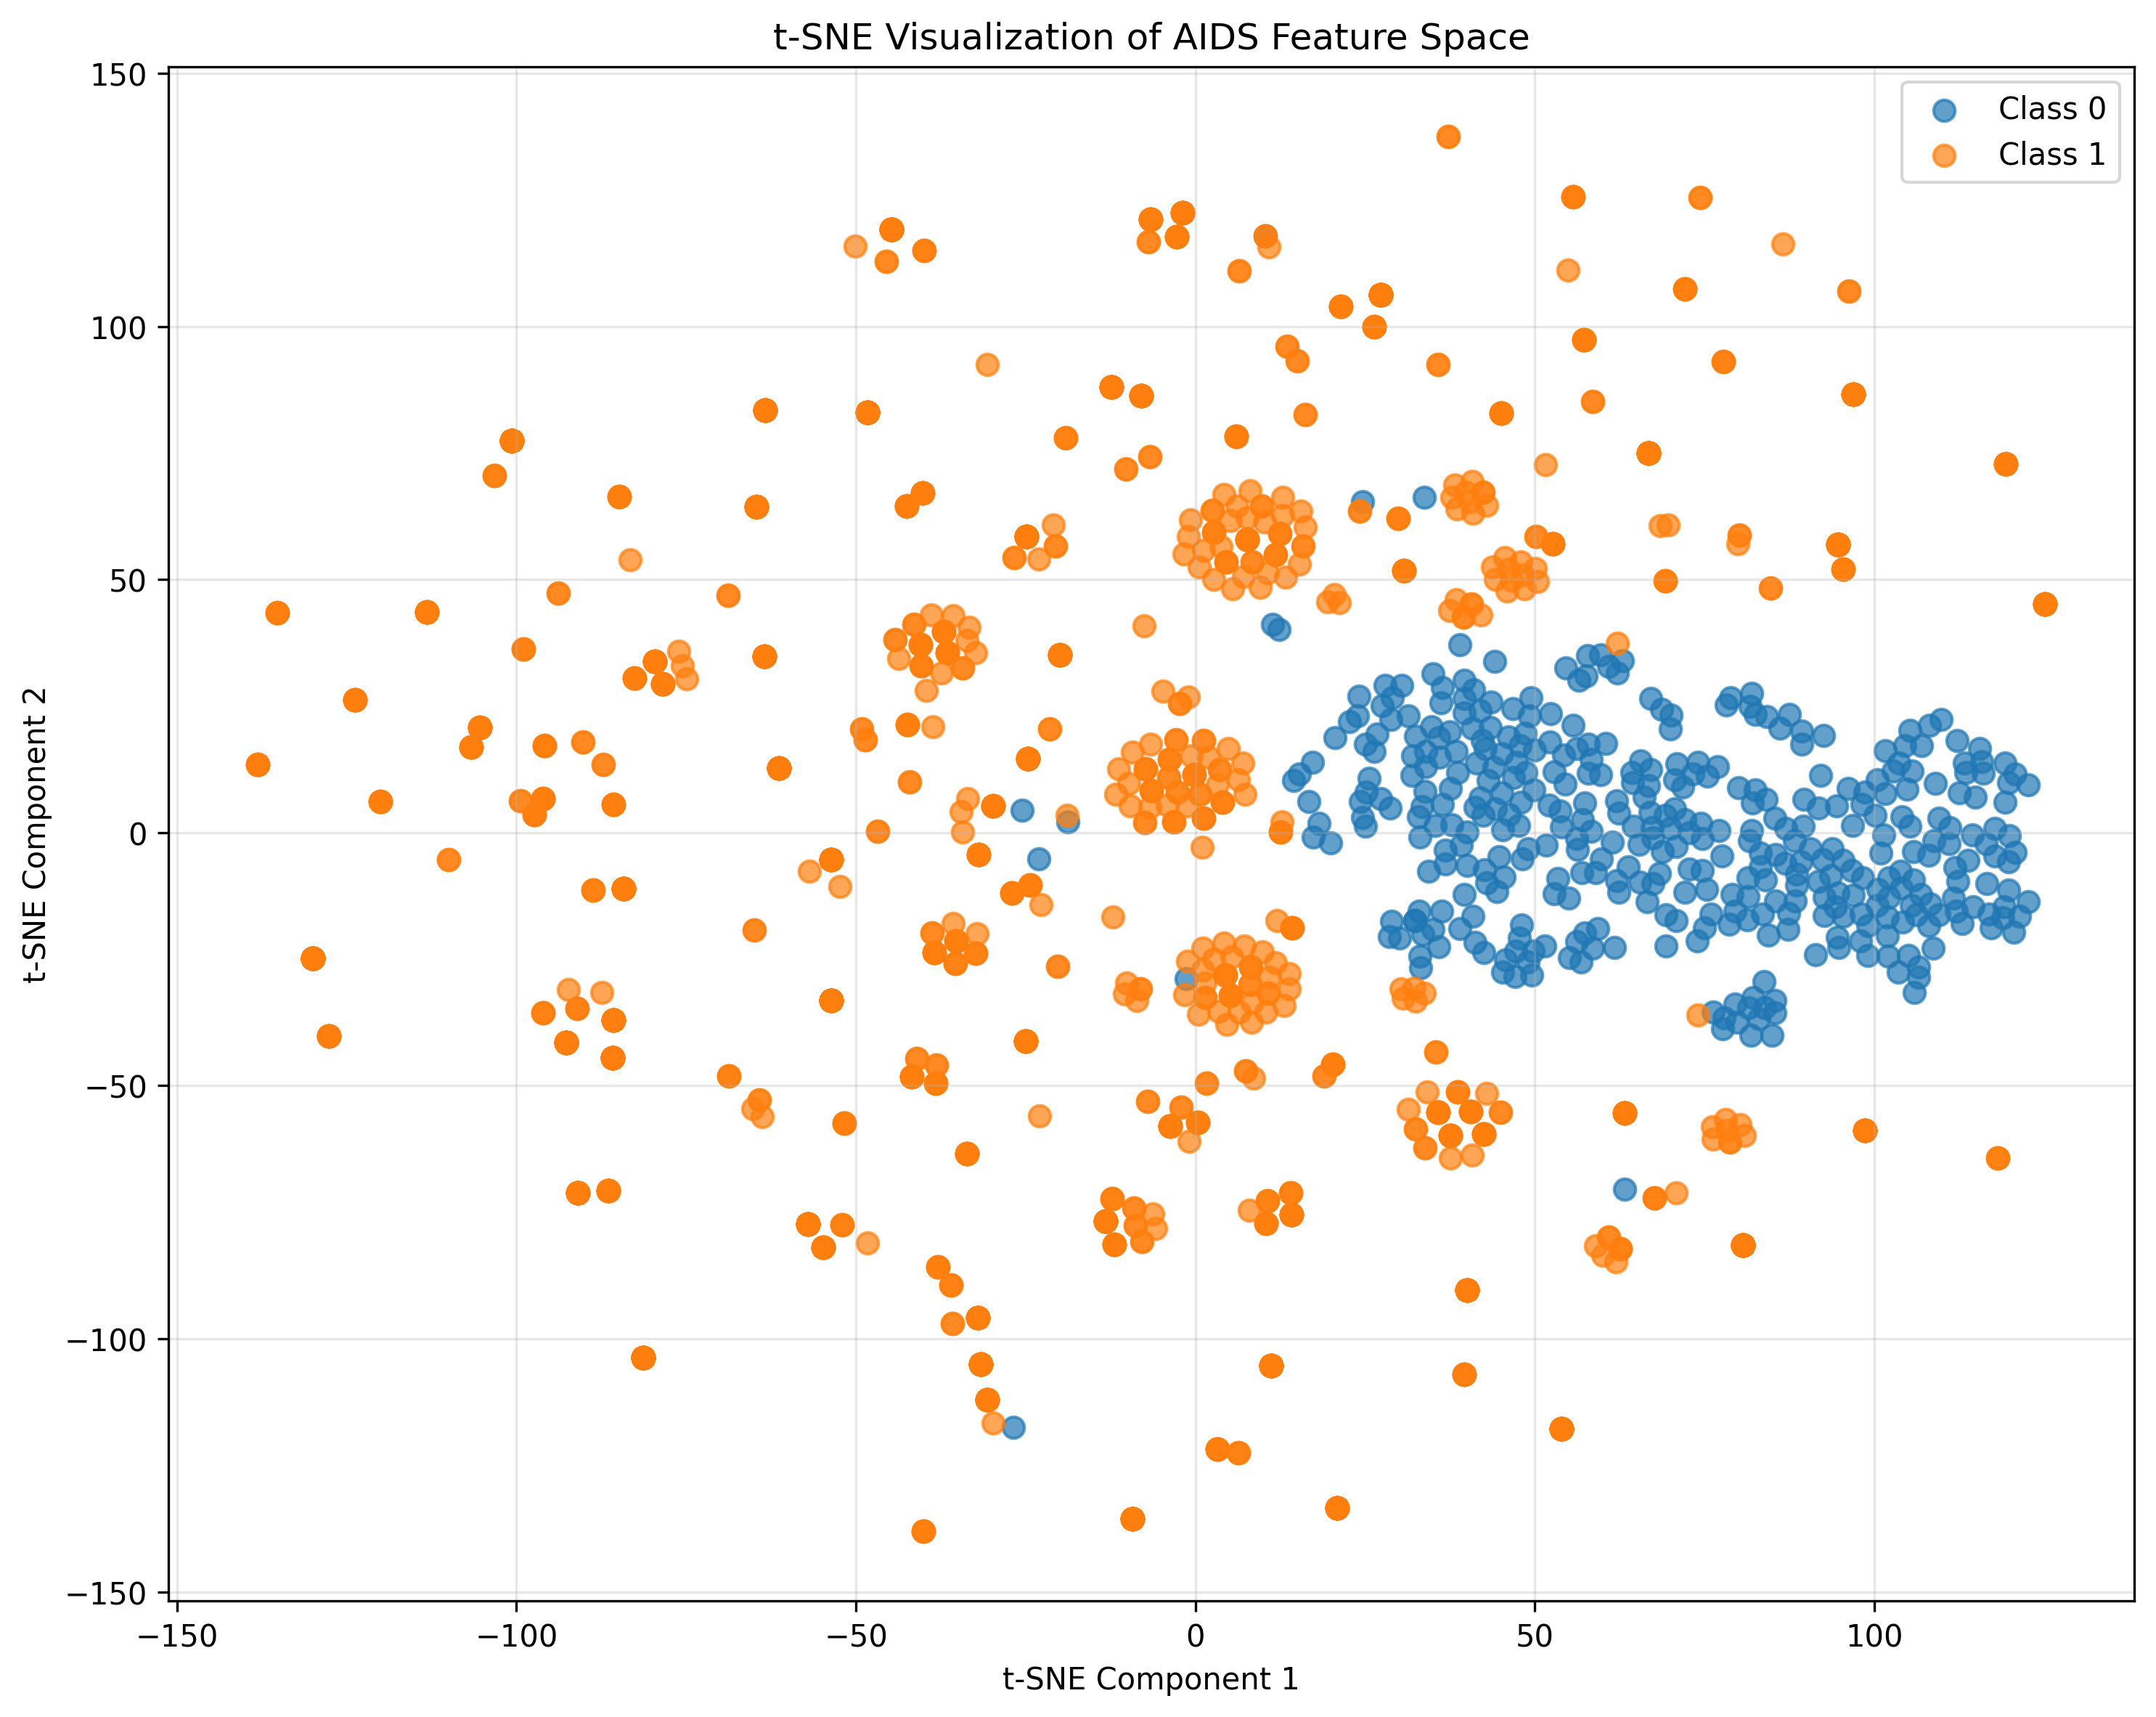 t-SNE Visualization of AIDS Feature Space
Class 0
Class 1
150
100
50
0
−50
−100
−150
t-SNE Component 2
−150
−100
−50
0
50
100
t-SNE Component 1